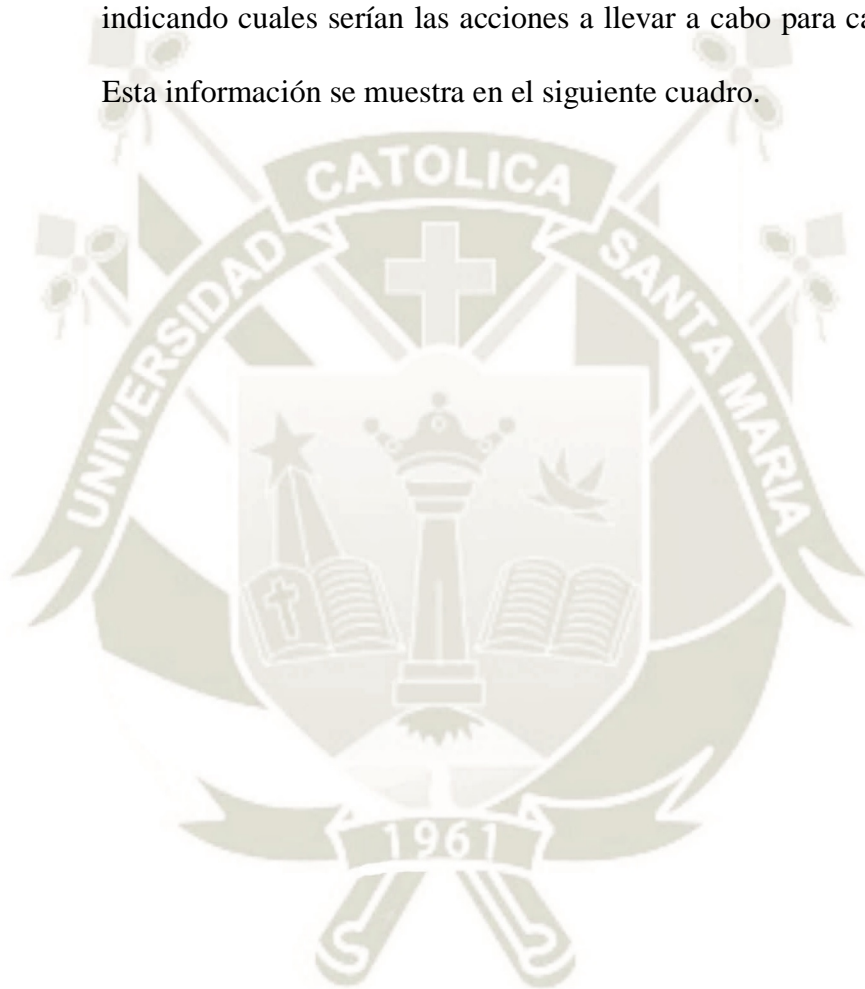 indicando cuales serían las acciones a llevar a cabo para
Esta información se muestra en el siguiente cuadro.
UNIVERSIDAD CATOLICA SANTA MARIA
1961